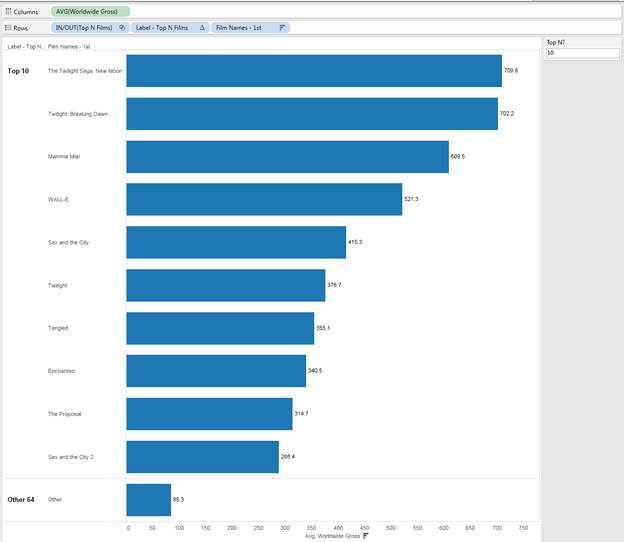 Columns AVG(Worldwide Gross)
Rows IN/OUT(Top N Films) Label - Top N Films Δ Film Names - 1st
Label - Top N.. Film Names - 1st
Top N?
10
Top 10 The Twilight Saga: New Moon 709.8
Twilight: Breaking Dawn 702.2
Mamma Mia! 609.5
WALL-E 521.3
Sex and the City 415.3
Twilight 376.7
Tangled 355.1
Enchanted 340.5
The Proposal 314.7
Sex and the City 2 288.4
Other 64 Other 85.3
0 50 100 150 200 250 300 350 400 450 500 550 600 650 700 750
Avg. Worldwide Gross